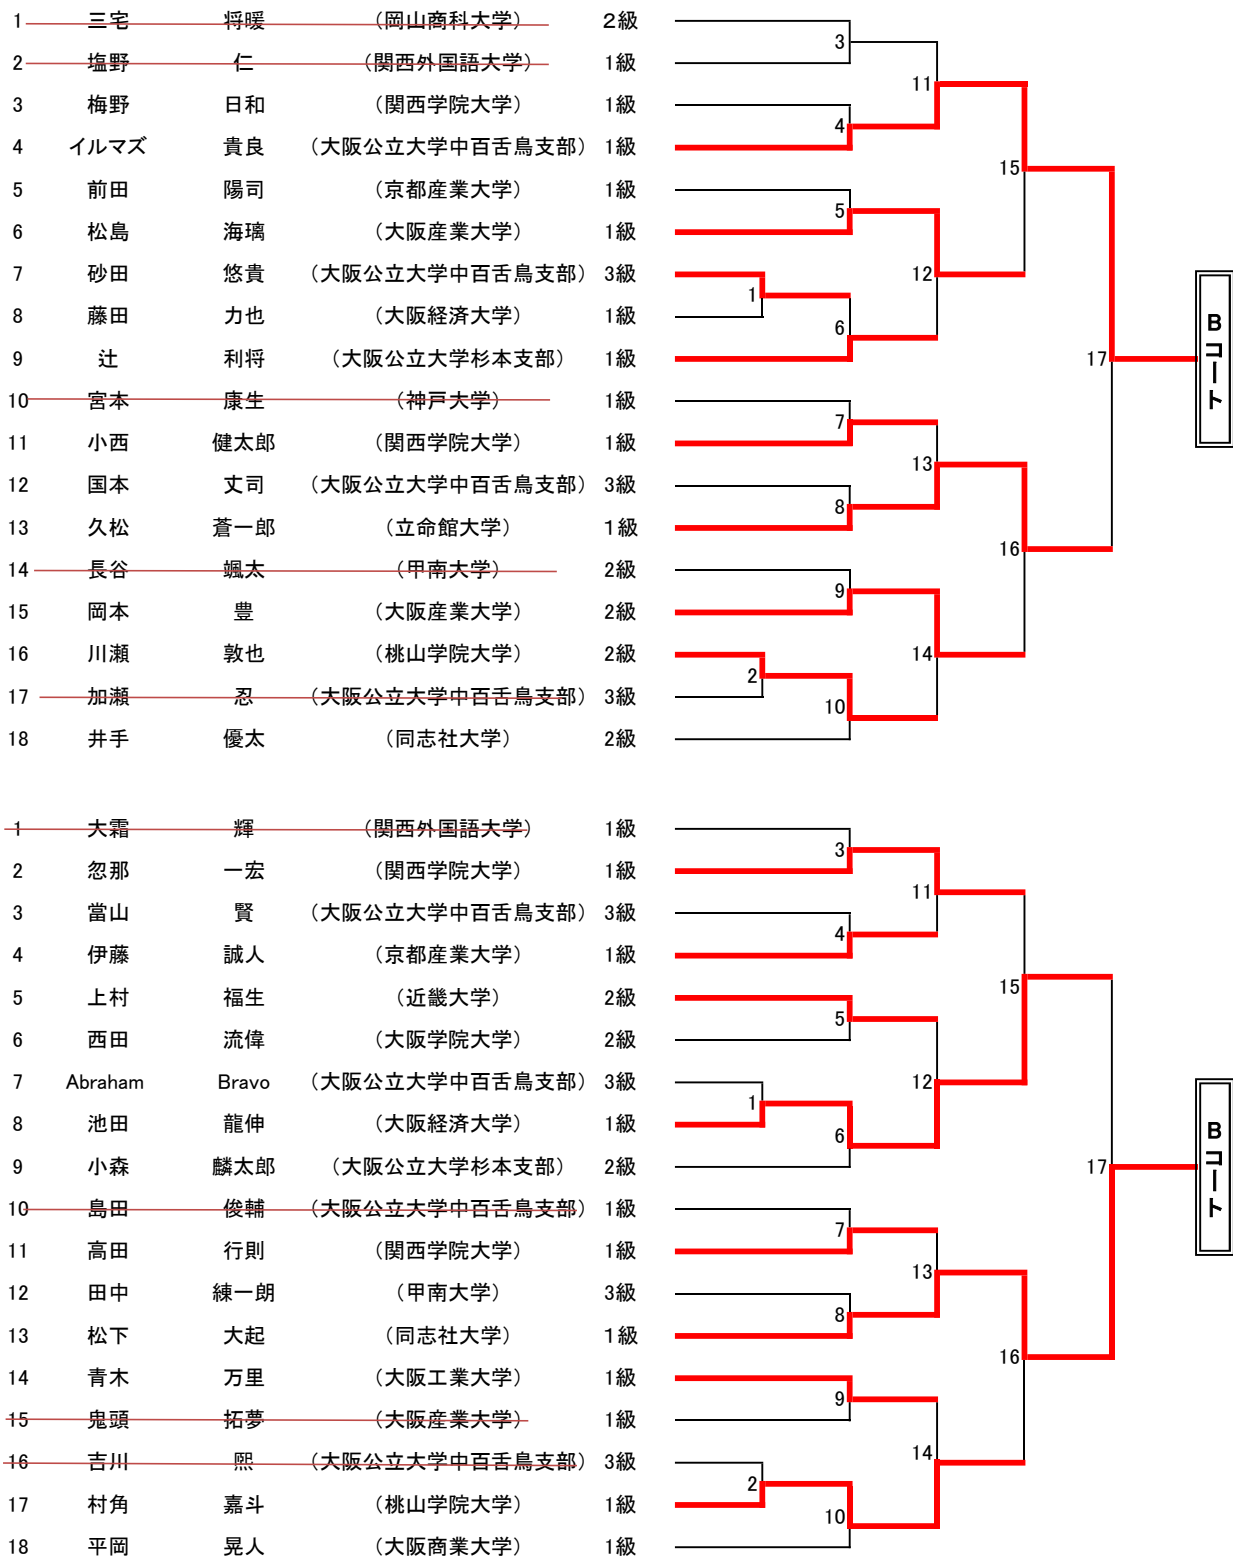 1 三宅 将暖 （岡山商科大学） 2級
2 塩野 仁 （関西外国語大学） 1級
3 梅野 日和 （関西学院大学） 1級
4 イルマズ 貴良 （大阪公立大学中百舌鳥支部） 1級
5 前田 陽司 （京都産業大学） 1級
6 松島 海璃 （大阪産業大学） 1級
7 砂田 悠貴 （大阪公立大学中百舌鳥支部） 3級
8 藤田 力也 （大阪経済大学） 1級
9 辻 利将 （大阪公立大学杉本支部） 1級
10 宮本 康生 （神戸大学） 1級
11 小西 健太郎 （関西学院大学） 1級
12 国本 丈司 （大阪公立大学中百舌鳥支部） 3級
13 久松 蒼一郎 （立命館大学） 1級
14 長谷 颯太 （甲南大学） 2級
15 岡本 豊 （大阪産業大学） 2級
16 川瀬 敦也 （桃山学院大学） 2級
17 加瀬 忍 （大阪公立大学中百舌鳥支部） 3級
18 井手 優太 （同志社大学） 2級
3
11
4
15
5
12
1
6
17
7
13
8
16
9
14
2
10
Bコート
1 大霜 輝 （関西外国語大学） 1級
2 忽那 一宏 （関西学院大学） 1級
3 當山 賢 （大阪公立大学中百舌鳥支部） 3級
4 伊藤 誠人 （京都産業大学） 1級
5 上村 福生 （近畿大学） 2級
6 西田 流偉 （大阪学院大学） 2級
7 Abraham Bravo （大阪公立大学中百舌鳥支部） 3級
8 池田 龍伸 （大阪経済大学） 1級
9 小森 麟太郎 （大阪公立大学杉本支部） 2級
10 島田 俊輔 （大阪公立大学中百舌鳥支部） 1級
11 高田 行則 （関西学院大学） 1級
12 田中 練一朗 （甲南大学） 3級
13 松下 大起 （同志社大学） 1級
14 青木 万里 （大阪工業大学） 1級
15 鬼頭 拓夢 （大阪産業大学） 1級
16 吉川 熙 （大阪公立大学中百舌鳥支部） 3級
17 村角 嘉斗 （桃山学院大学） 1級
18 平岡 晃人 （大阪商業大学） 1級
3
11
4
15
5
12
1
6
17
7
13
8
16
9
14
2
10
Bコート